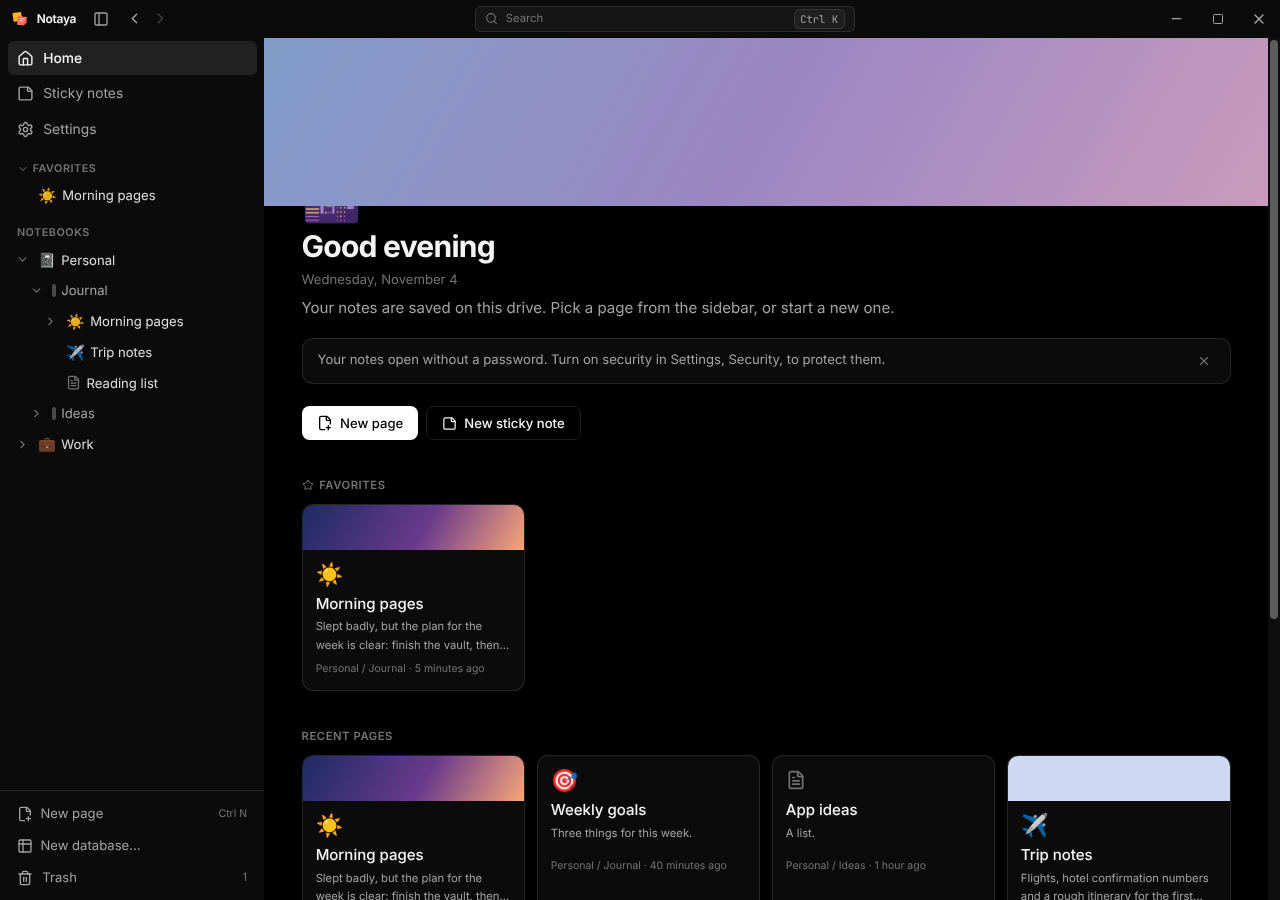 Notaya
Search
Ctrl K
Home
Sticky notes
Settings
FAVORITES
Morning pages
NOTEBOOKS
Personal
Journal
Morning pages
Trip notes
Reading list
Ideas
Work
New page
Ctrl N
New database...
Trash
1
Good evening
Wednesday, November 4
Your notes are saved on this drive. Pick a page from the sidebar, or start a new one.
Your notes open without a password. Turn on security in Settings, Security, to protect them.
New page
New sticky note
FAVORITES
Morning pages
Slept badly, but the plan for the
week is clear: finish the vault, then...
Personal / Journal · 5 minutes ago
RECENT PAGES
Morning pages
Slept badly, but the plan for the
week is clear: finish the vault, then...
Weekly goals
Three things for this week.
Personal / Journal · 40 minutes ago
App ideas
A list.
Personal / Ideas · 1 hour ago
Trip notes
Flights, hotel confirmation numbers
and a rough itinerary for the first...